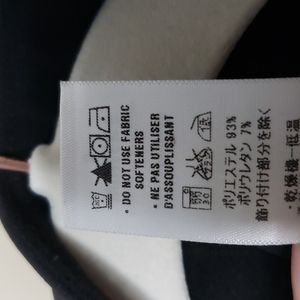 • DO NOT USE FABRIC
SOFTENERS
• NE PAS UTILISER
D'ASSOUPLISSANT
ポリエステル 93%
ポリウレタン 7%
飾り付け部分を除く